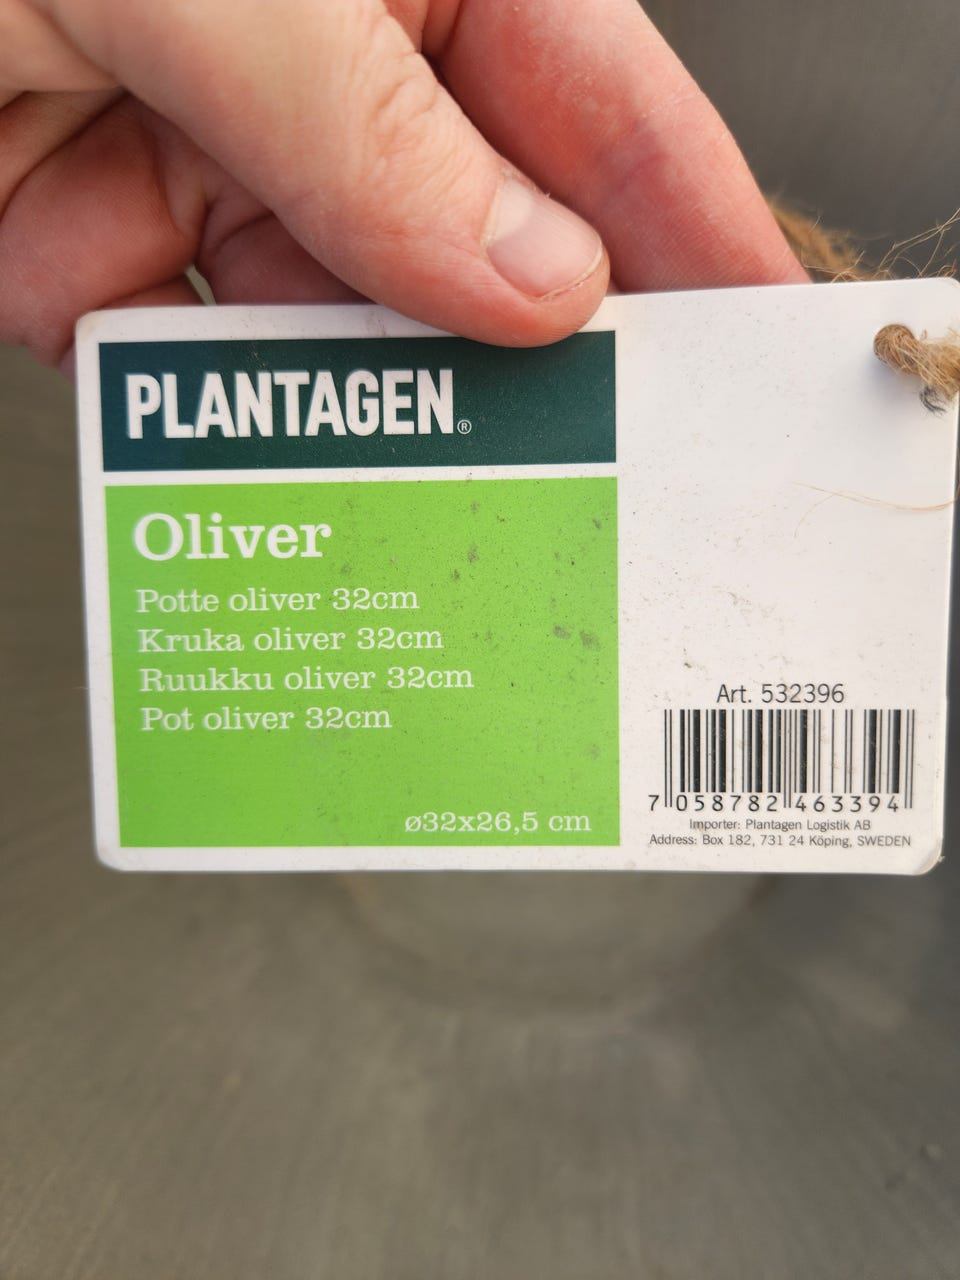 PLANTAGEN®
Oliver
Potte oliver 32cm
Kruka oliver 32cm
Ruukku oliver 32cm
Pot oliver 32cm
ø32x26,5 cm
Art. 532396
7 058782 463394
Importer: Plantagen Logistik AB
Address: Box 182, 731 24 Köping, SWEDEN